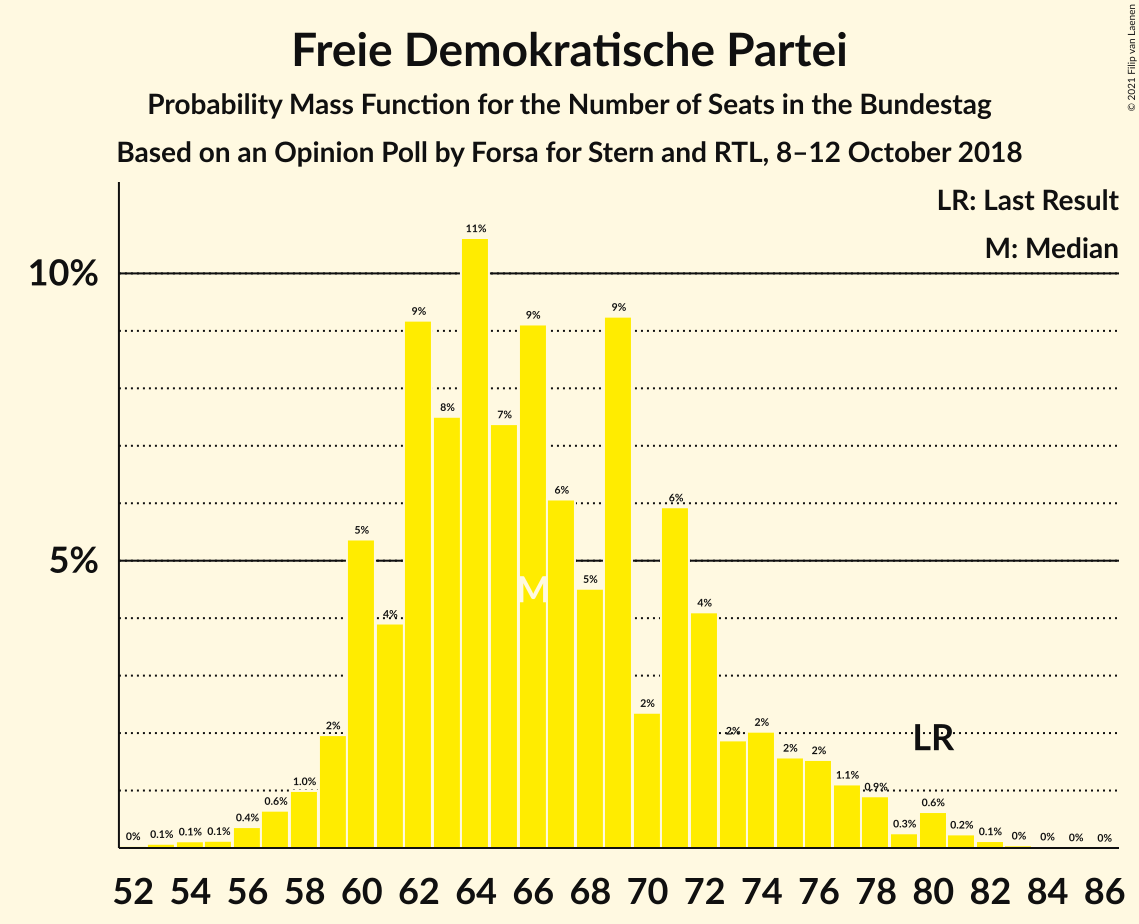 Freie Demokratische Partei
Probability Mass Function for the Number of Seats in the Bundestag
Based on an Opinion Poll by Forsa for Stern and RTL, 8–12 October 2018
© 2021 Filip van Laenen
LR: Last Result
M: Median
10%
5%
0% 0.1% 0.1% 0.1% 0.4% 0.6% 1.0% 2% 5% 4% 9% 8% 11% 7% 9% 6% 5% 9% 2% 6% 4% 2% 2% 2% 2% 1.1% 0.9% 0.3% 0.6% 0.2% 0.1% 0% 0% 0% 0%
M
LR
52 54 56 58 60 62 64 66 68 70 72 74 76 78 80 82 84 86